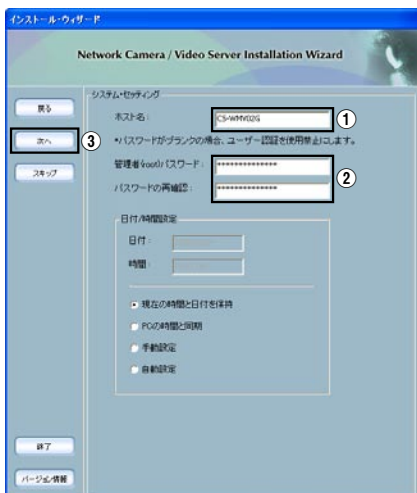 インストール・ウィザード
Network Camera / Video Server Installation Wizard
戻る
次へ
③
スキップ
終了
バージョン情報
システム・セッティング
ホスト名:
CS-WMV02G
①
*パスワードがブランクの場合、ユーザー認証を使用禁止にします。
管理者(root)パスワード:
***************
パスワードの再確認:
***************
②
日付/時間設定
日付:
時間:
現在の時間と日付を保持
PCの時間と同期
手動設定
自動設定